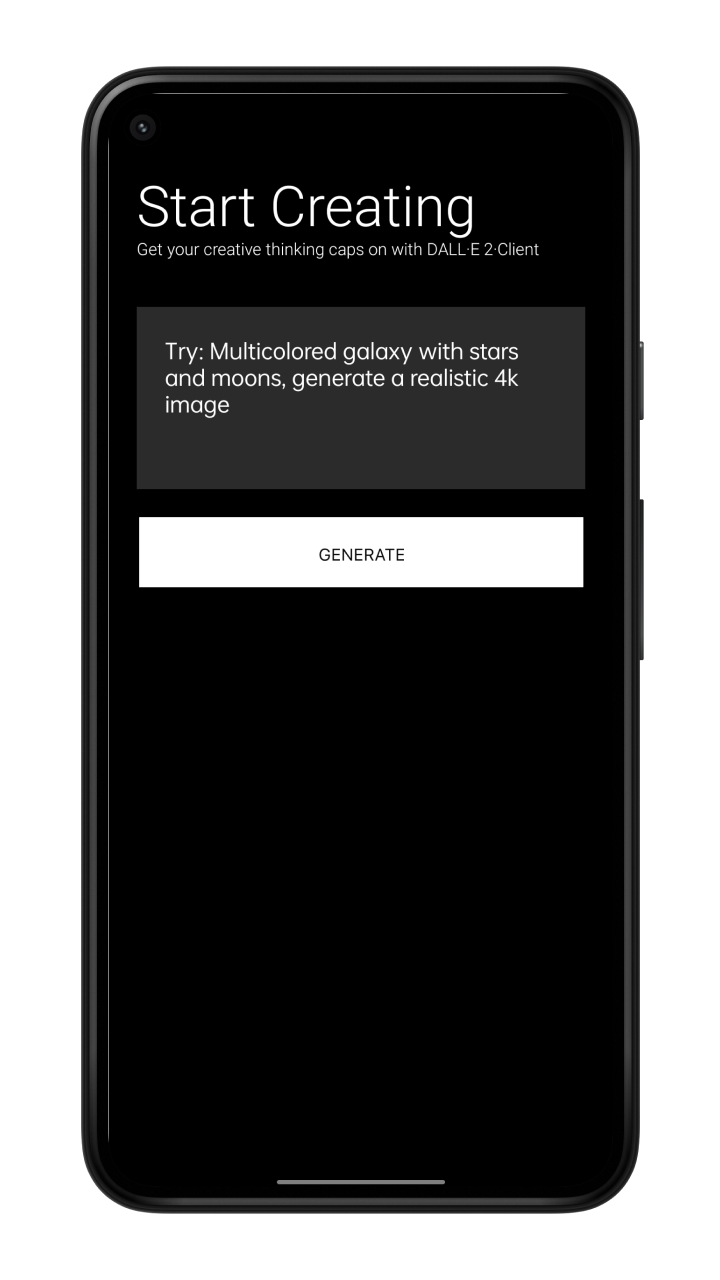 Start Creating
Get your creative thinking caps on with DALL·E 2·Client
Try: Multicolored galaxy with stars
and moons, generate a realistic 4k
image
GENERATE